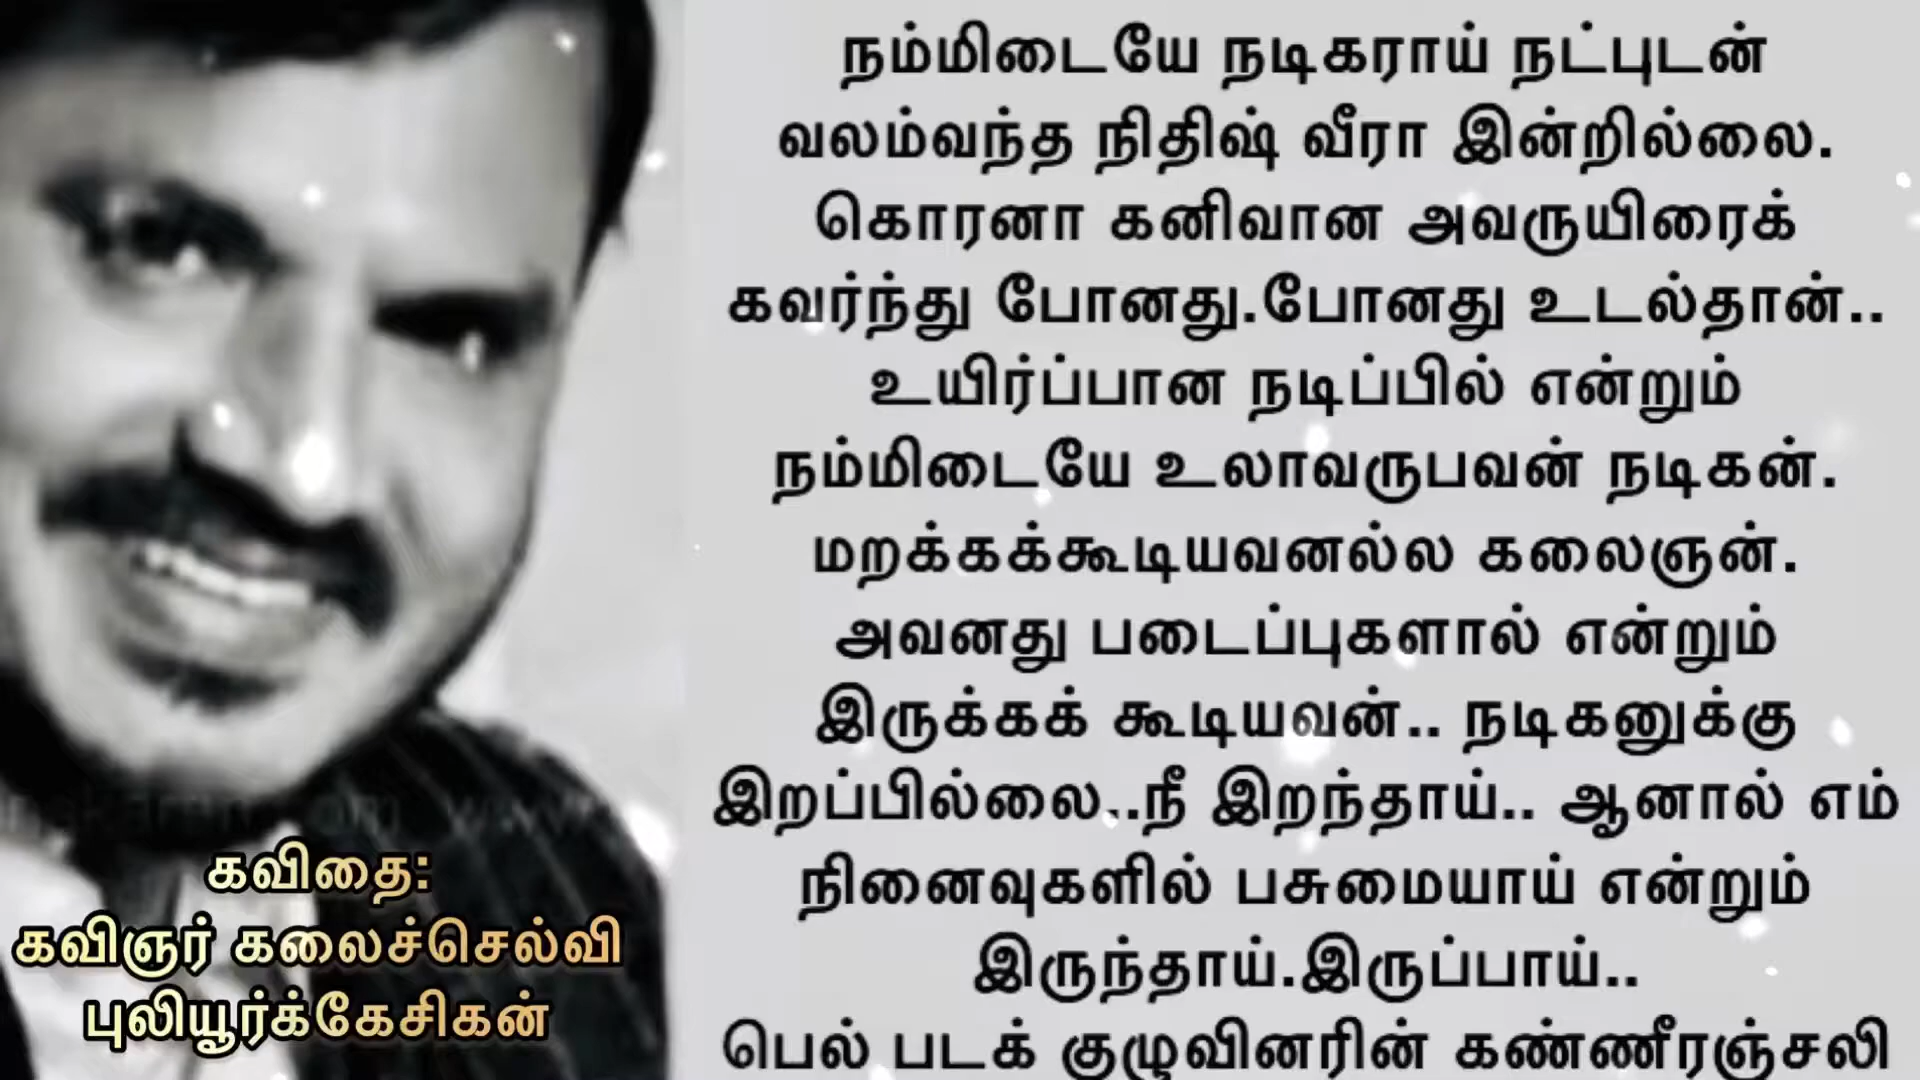 நம்மிடையே நடிகராய் நட்புடன்
வலம்வந்த நிதிஷ் வீரா இன்றில்லை.
கொரனா கனிவான அவருயிரைக்
கவர்ந்து போனது.போனது உடல்தான்..
உயிர்ப்பான நடிப்பில் என்றும்
நம்மிடையே உலாவருபவன் நடிகன்.
மறக்கக்கூடியவனல்ல கலைஞன்.
அவனது படைப்புகளால் என்றும்
இருக்கக் கூடியவன்.. நடிகனுக்கு
இறப்பில்லை..நீ இறந்தாய்.. ஆனால் எம்
நினைவுகளில் பசுமையாய் என்றும்
இருந்தாய்.இருப்பாய்..
பெல் படக் குழுவினரின் கண்ணீரஞ்சலி
கவிதை:
கவிஞர் கலைச்செல்வி
புலியூர்க்கேசிகன்